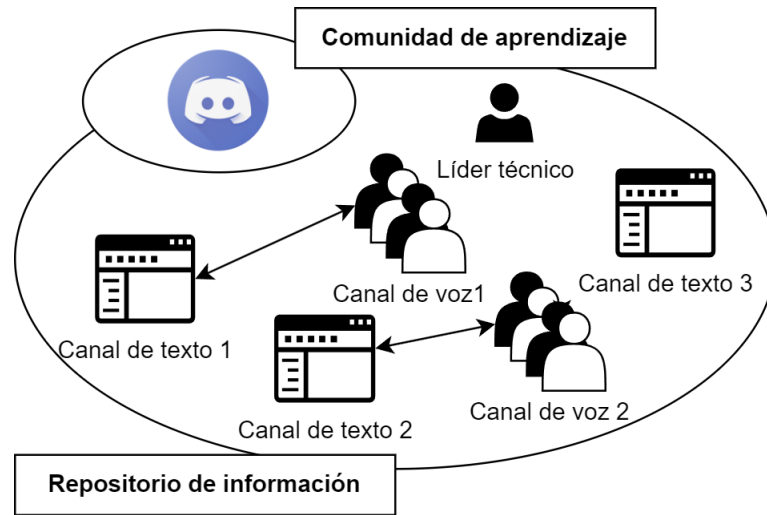 Comunidad de aprendizaje
Líder técnico
Canal de voz1
Canal de texto 3
Canal de texto 1
Canal de texto 2
Canal de voz 2
Repositorio de información